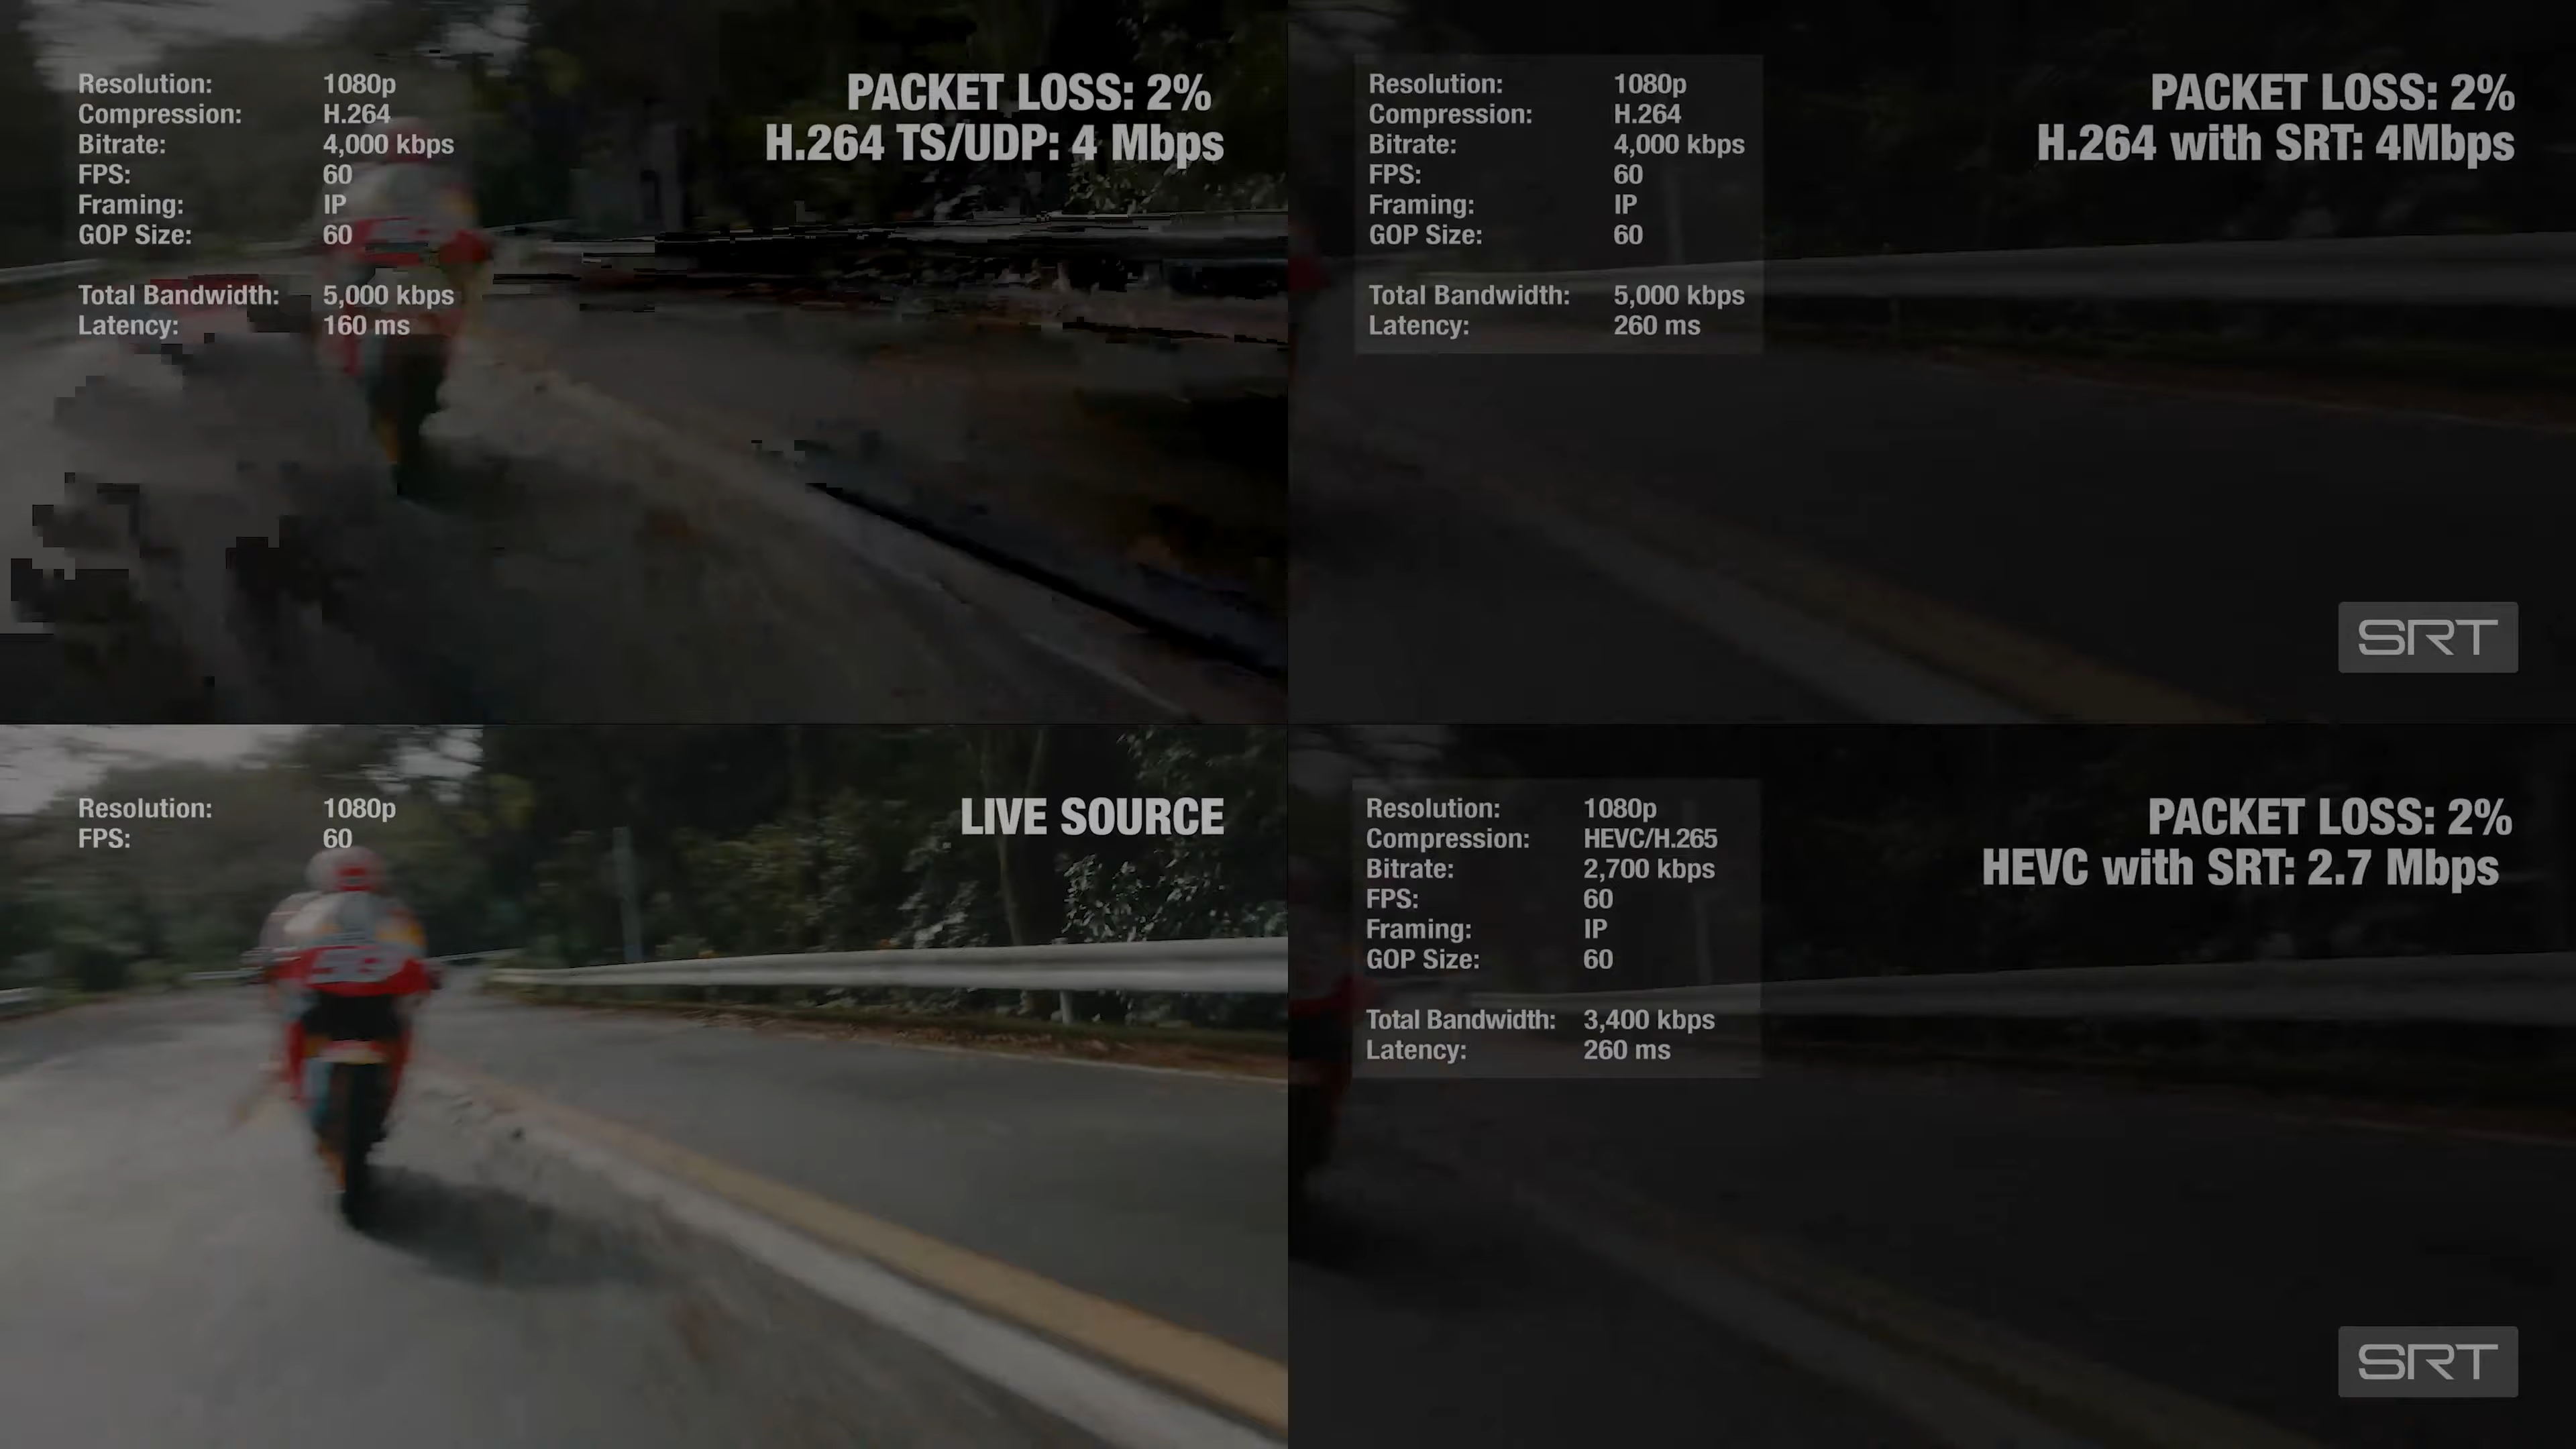 Resolution: 1080p
Compression: H.264
Bitrate: 4,000 kbps
FPS: 60
Framing: IP
GOP Size: 60
Total Bandwidth: 5,000 kbps
Latency: 160 ms
PACKET LOSS: 2%
H.264 TS/UDP: 4 Mbps
Resolution: 1080p
Compression: H.264
Bitrate: 4,000 kbps
FPS: 60
Framing: IP
GOP Size: 60
Total Bandwidth: 5,000 kbps
Latency: 260 ms
PACKET LOSS: 2%
H.264 with SRT: 4Mbps
SRT
Resolution: 1080p
FPS: 60
LIVE SOURCE
93
Resolution: 1080p
Compression: HEVC/H.265
Bitrate: 2,700 kbps
FPS: 60
Framing: IP
GOP Size: 60
Total Bandwidth: 3,400 kbps
Latency: 260 ms
PACKET LOSS: 2%
HEVC with SRT: 2.7 Mbps
SRT